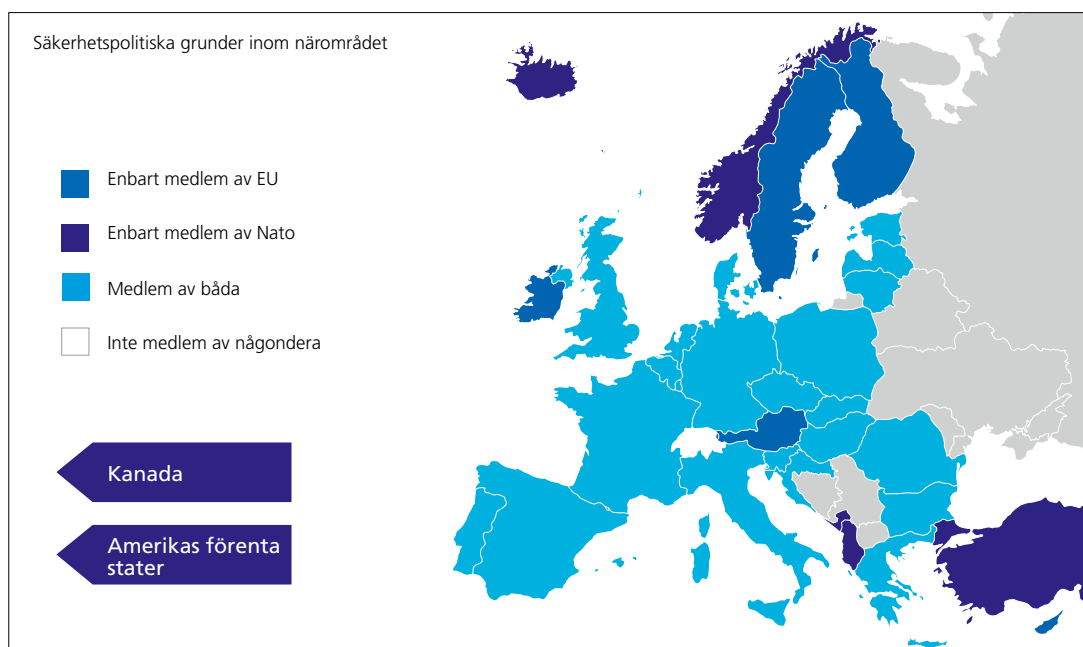 Säkerhetspolitiska grunder inom närområdet
Enbart medlem av EU
Enbart medlem av Nato
Medlem av båda
Inte medlem av någondera
Kanada
Amerikas förenta
stater